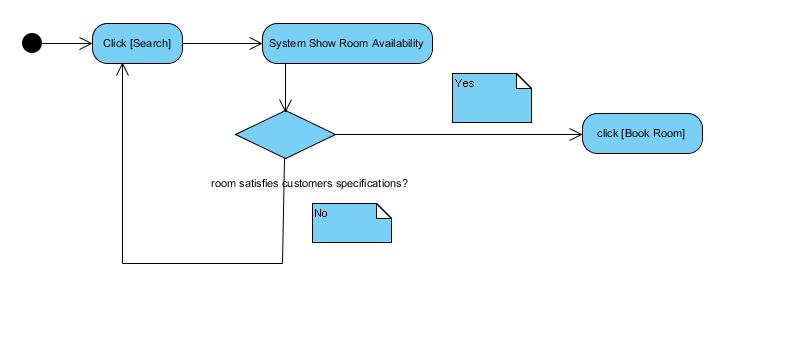 Click [Search]
System Show Room Availability
Yes
click [Book Room]
room satisfies customers specifications?
No